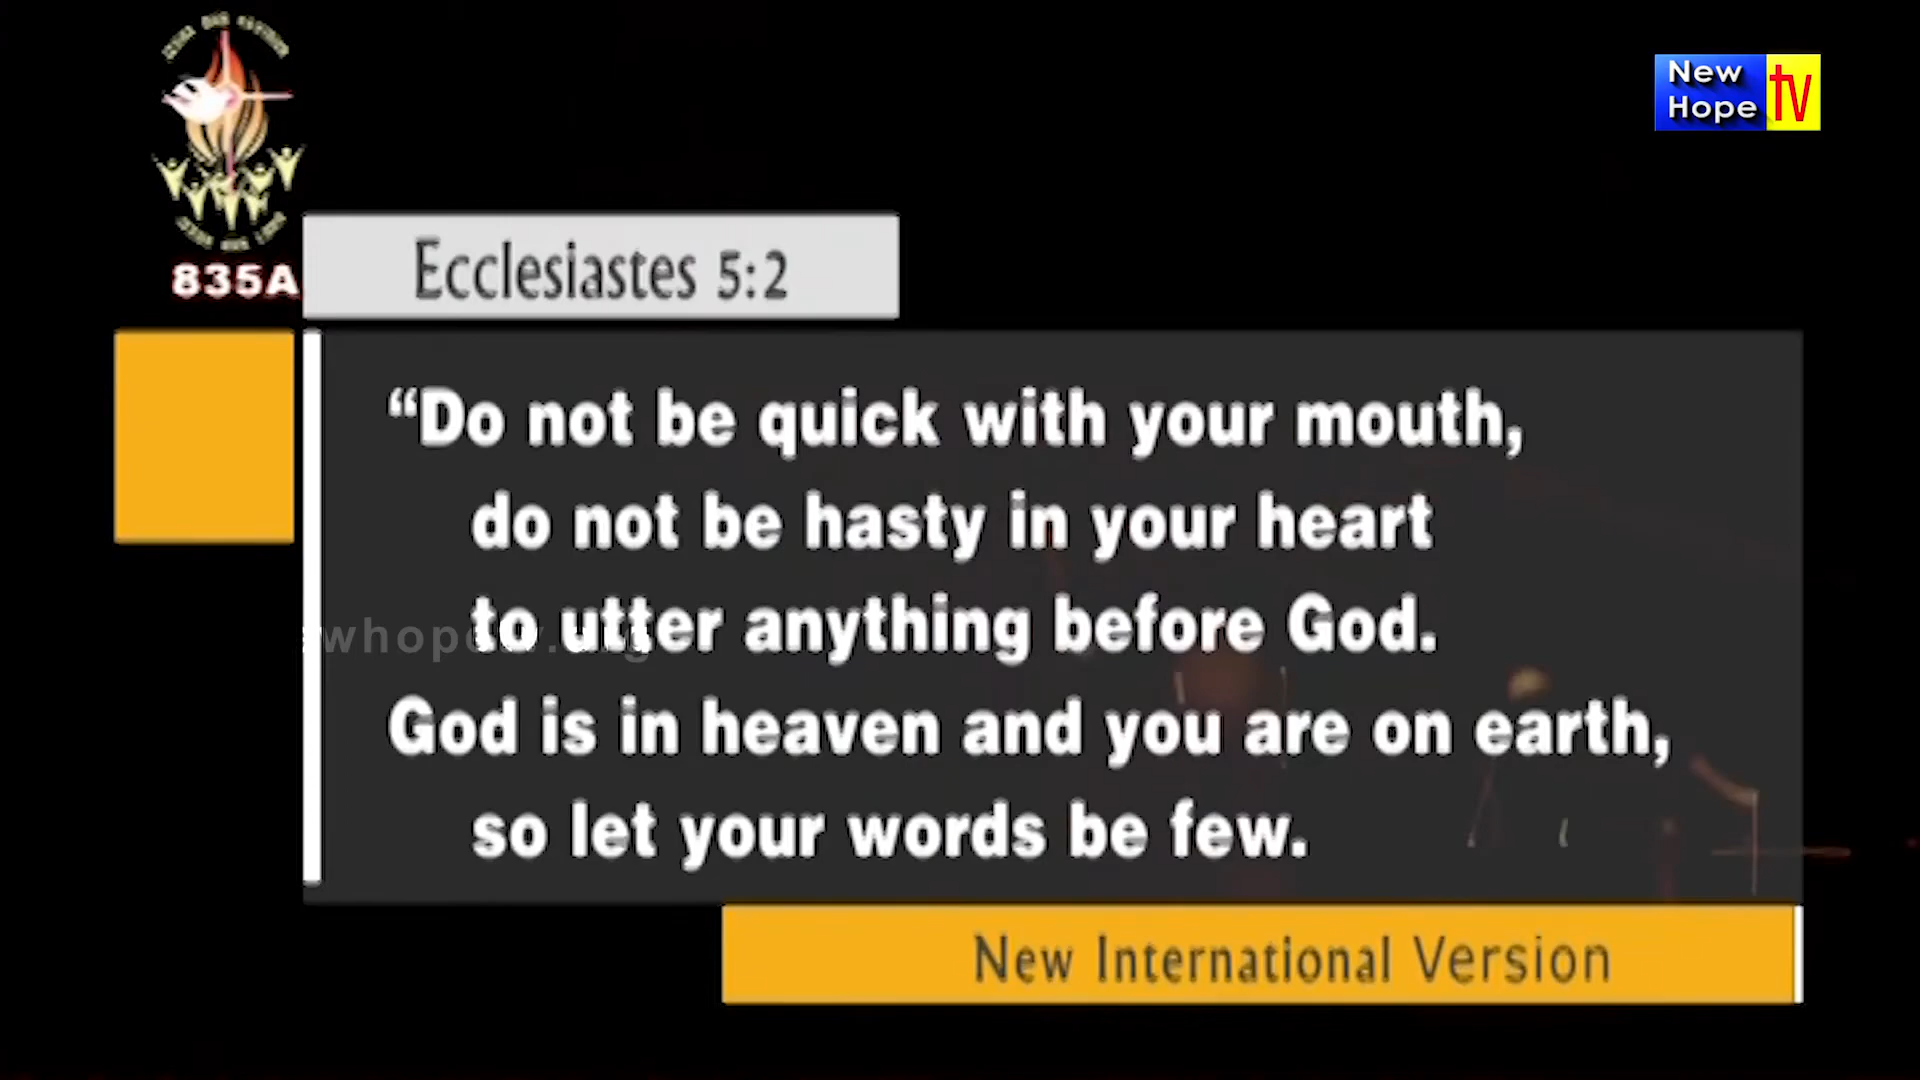 New
Hope
tv
835A
Ecclesiastes 5:2
“Do not be quick with your mouth,
do not be hasty in your heart
to utter anything before God.
God is in heaven and you are on earth,
so let your words be few.
New International Version